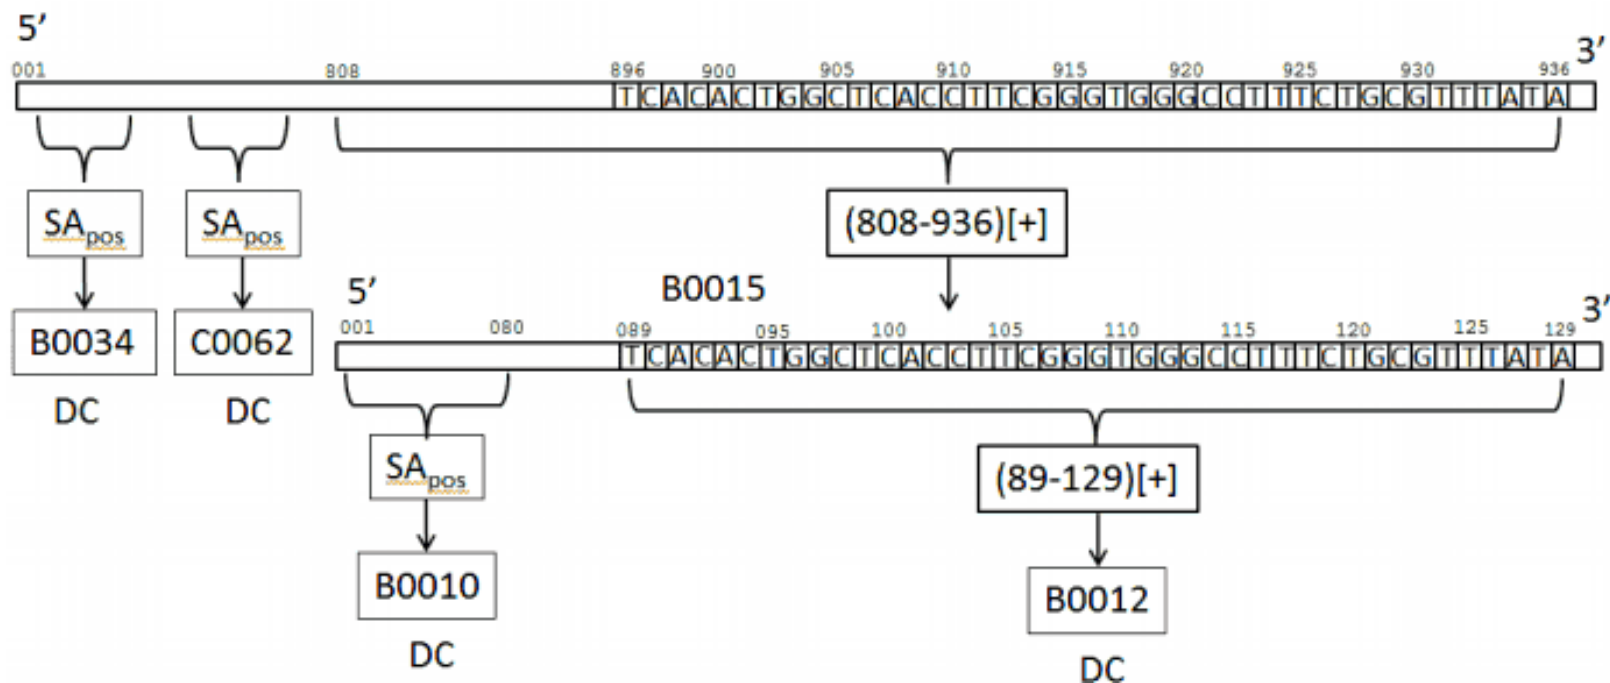 5’
3’
001 808 896 900 905 910 915 920 925 930 936
TCACACTGGCTCACCTTCGGGTGGGCCTTTCTGCGTTTATA
SApos SApos (808-936)[+]
B0034 C0062
DC DC
B0015
5’
3’
001 080 089 095 100 105 110 115 120 125 129
TCACACTGGCTCACCTTCGGGTGGGCCTTTCTGCGTTTATA
SApos (89-129)[+]
B0010 B0012
DC DC